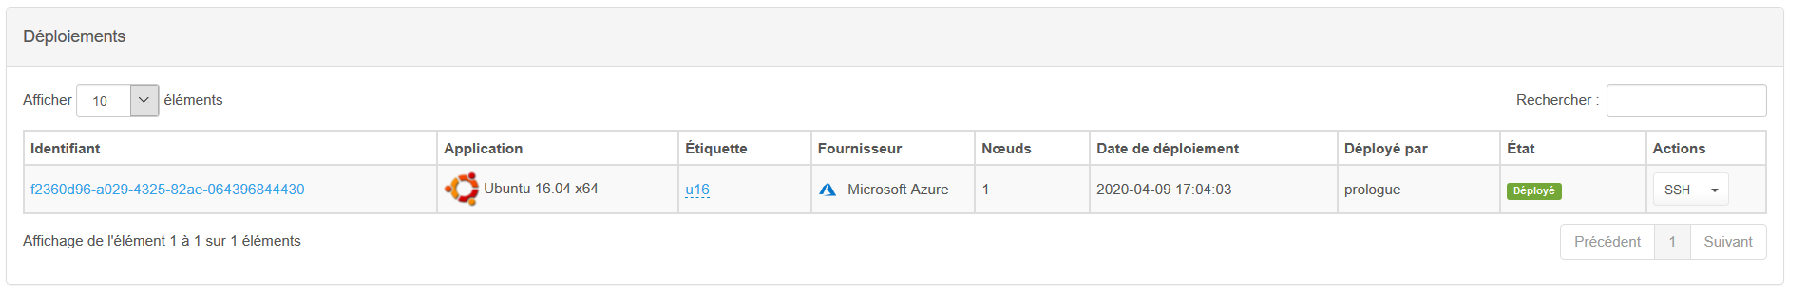 Déploiements
Afficher 10 éléments Rechercher :
Identifiant Application Étiquette Fournisseur Nœuds Date de déploiement Déployé par État Actions
f2360d96-a029-4325-82ac-064396844430 Ubuntu 16.04 x64 u16 Microsoft Azure 1 2020-04-09 17:04:03 prologue Déployé SSH
Affichage de l'élément 1 à 1 sur 1 éléments Précédent 1 Suivant